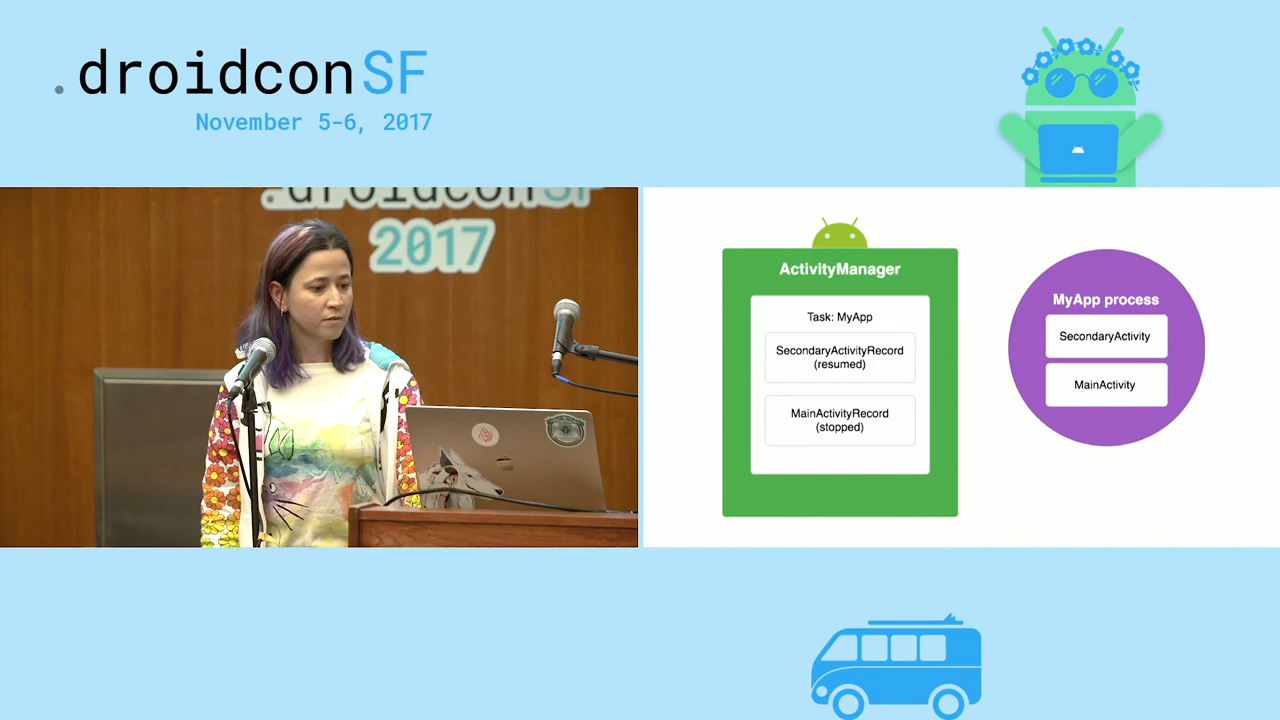 .droidconSF
November 5-6, 2017
.droidconSF
2017
ActivityManager
Task: MyApp
SecondaryActivityRecord
(resumed)
MainActivityRecord
(stopped)
MyApp process
SecondaryActivity
MainActivity